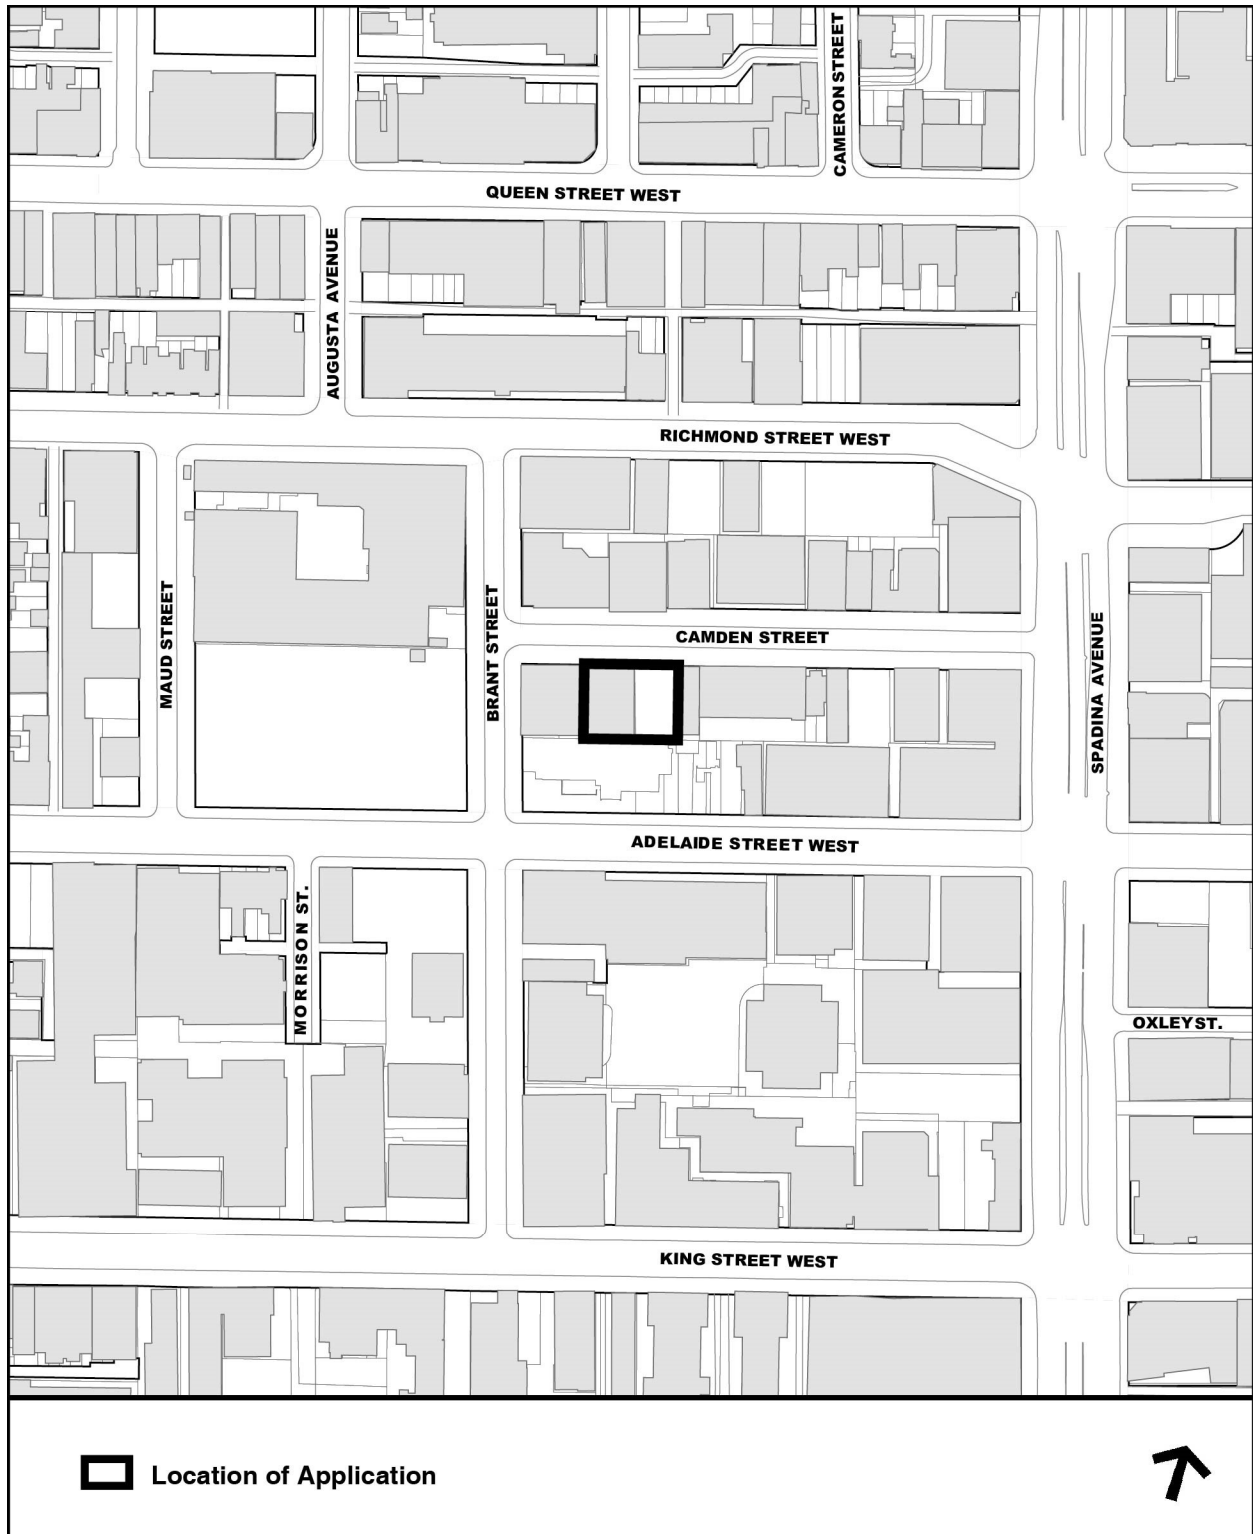 CAMERON STREET
QUEEN STREET WEST
AUGUSTA AVENUE
RICHMOND STREET WEST
MAUD STREET
BRANT STREET
CAMDEN STREET
SPADINA AVENUE
ADELAIDE STREET WEST
MORRISON ST.
OXLEY ST.
KING STREET WEST
Location of Application